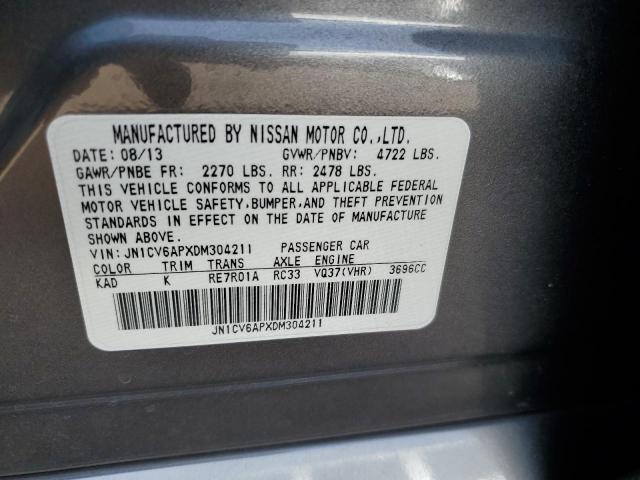 MANUFACTURED BY NISSAN MOTOR CO.,LTD.
DATE: 08/13 GVWR/PNBV: 4722 LBS.
GAWR/PNBE FR: 2270 LBS. RR: 2478 LBS.
THIS VEHICLE CONFORMS TO ALL APPLICABLE FEDERAL
MOTOR VEHICLE SAFETY,BUMPER,AND THEFT PREVENTION
STANDARDS IN EFFECT ON THE DATE OF MANUFACTURE
SHOWN ABOVE.
VIN: JN1CV6APXDM304211 PASSENGER CAR
COLOR TRIM TRANS AXLE ENGINE
KAD K RE7R01A RC33 VQ37(VHR) 3696CC
JN1CV6APXDM304211